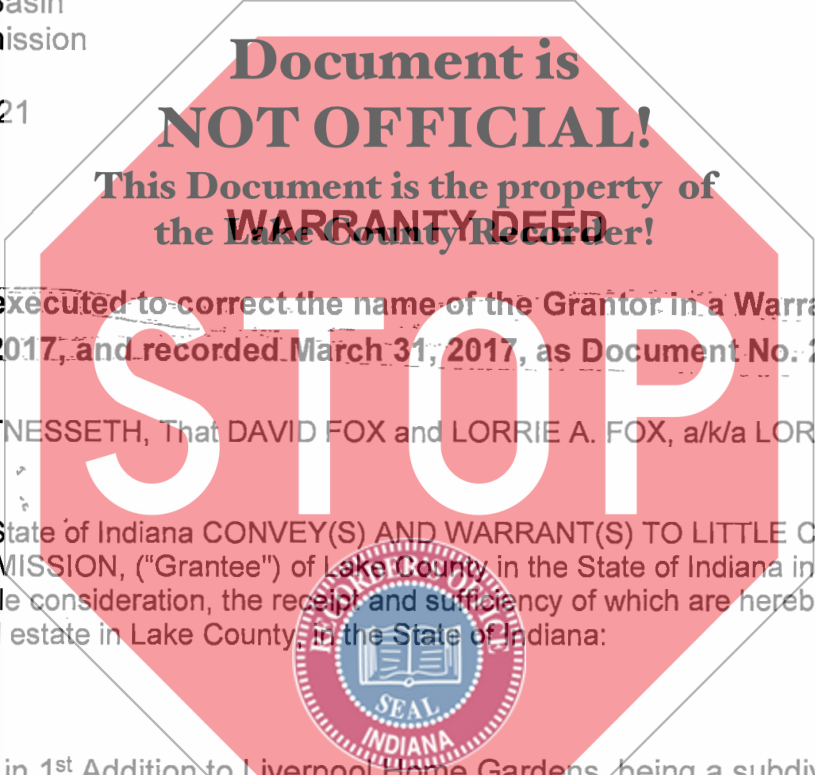 Basin
ission
21
Document is
NOT OFFICIAL!
This Document is the property of
the Lake County Recorder!
WARRANTY DEED
executed to correct the name of the Grantor in a Warra
2017, and recorded March 31, 2017, as Document No. 2
STOP
NESSETH, That DAVID FOX and LORRIE A. FOX, a/k/a LOR
State of Indiana CONVEY(S) AND WARRANT(S) TO LITTLE C
MISSION, ("Grantee") of Lake County in the State of Indiana in
le consideration, the receipt and sufficiency of which are hereb
estate in Lake County, in the State of Indiana:
RECORDER'S OFFICE
SEAL
INDIANA
in 1st Addition to Liverpool Home Gardens, being a subdiv